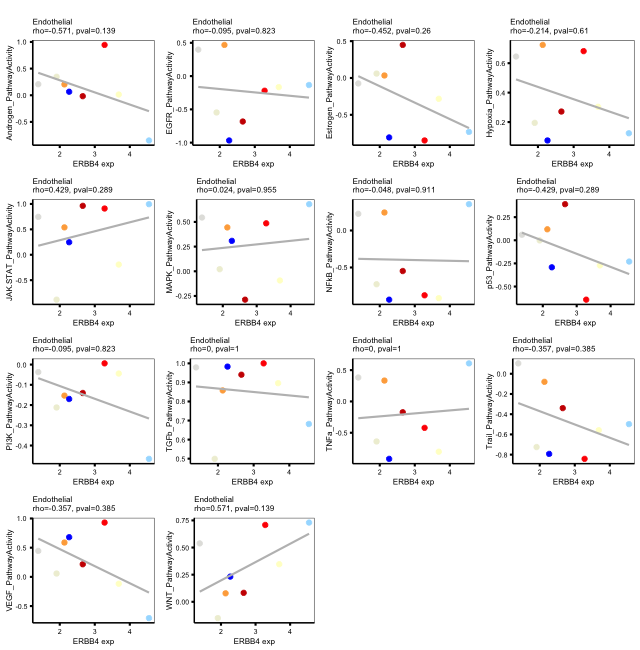 Endothelial
rho=-0.571, pval=0.139
1.0
0.5
0.0
-0.5
Androgen_PathwayActivity
2
3
4
ERBB4 exp
Endothelial
rho=-0.095, pval=0.823
0.5
0.0
-0.5
-1.0
EGFR_PathwayActivity
2
3
4
ERBB4 exp
Endothelial
rho=-0.452, pval=0.26
0.5
0.0
-0.5
Estrogen_PathwayActivity
2
3
4
ERBB4 exp
Endothelial
rho=-0.214, pval=0.61
0.6
0.4
0.2
Hypoxia_PathwayActivity
2
3
4
ERBB4 exp
Endothelial
rho=0.429, pval=0.289
1.0
0.5
0.0
-0.5
JAK-STAT_PathwayActivity
2
3
4
ERBB4 exp
Endothelial
rho=0.024, pval=0.955
0.50
0.25
0.00
-0.25
MAPK_PathwayActivity
2
3
4
ERBB4 exp
Endothelial
rho=-0.048, pval=0.911
0.0
-0.5
NFkB_PathwayActivity
2
3
4
ERBB4 exp
Endothelial
rho=-0.429, pval=0.289
0.25
0.00
-0.25
-0.50
p53_PathwayActivity
2
3
4
ERBB4 exp
Endothelial
rho=-0.095, pval=0.823
0.0
-0.1
-0.2
-0.3
-0.4
PI3K_PathwayActivity
2
3
4
ERBB4 exp
Endothelial
rho=0, pval=1
1.0
0.9
0.8
0.7
0.6
0.5
TGFb_PathwayActivity
2
3
4
ERBB4 exp
Endothelial
rho=0, pval=1
0.5
0.0
-0.5
TNFa_PathwayActivity
2
3
4
ERBB4 exp
Endothelial
rho=-0.357, pval=0.385
0.0
-0.2
-0.4
-0.6
-0.8
Trail_PathwayActivity
2
3
4
ERBB4 exp
Endothelial
rho=-0.357, pval=0.385
1.0
0.5
0.0
-0.5
VEGF_PathwayActivity
2
3
4
ERBB4 exp
Endothelial
rho=0.571, pval=0.139
0.75
0.50
0.25
0.00
WNT_PathwayActivity
2
3
4
ERBB4 exp